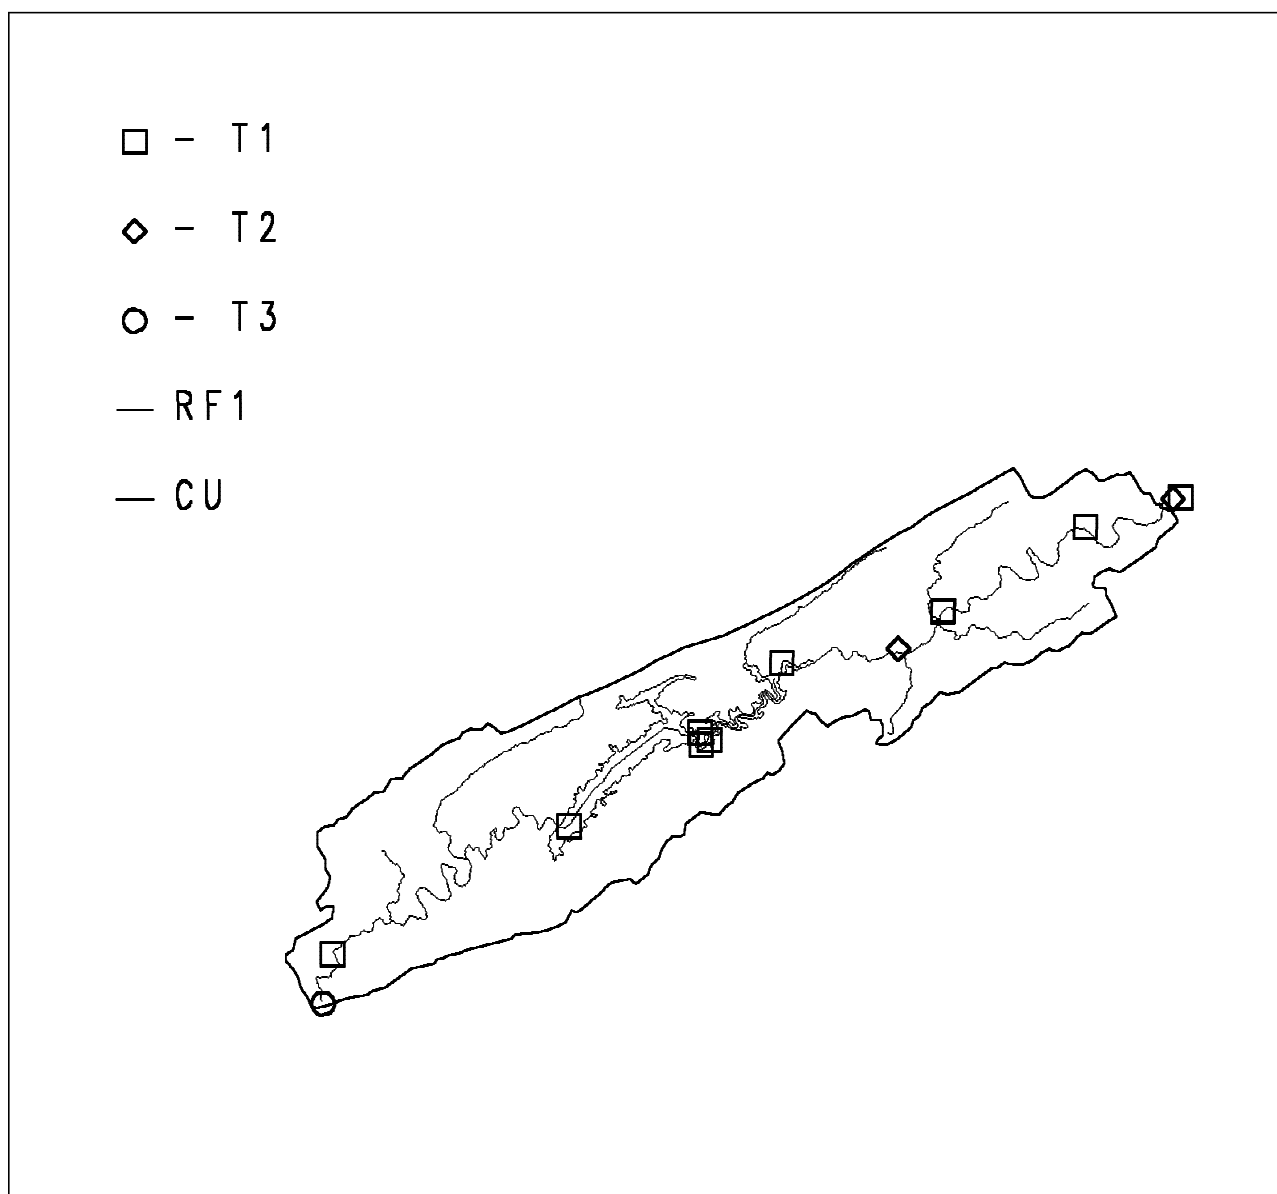 □ - T1
◇ - T2
○ - T3
— RF1
— CU